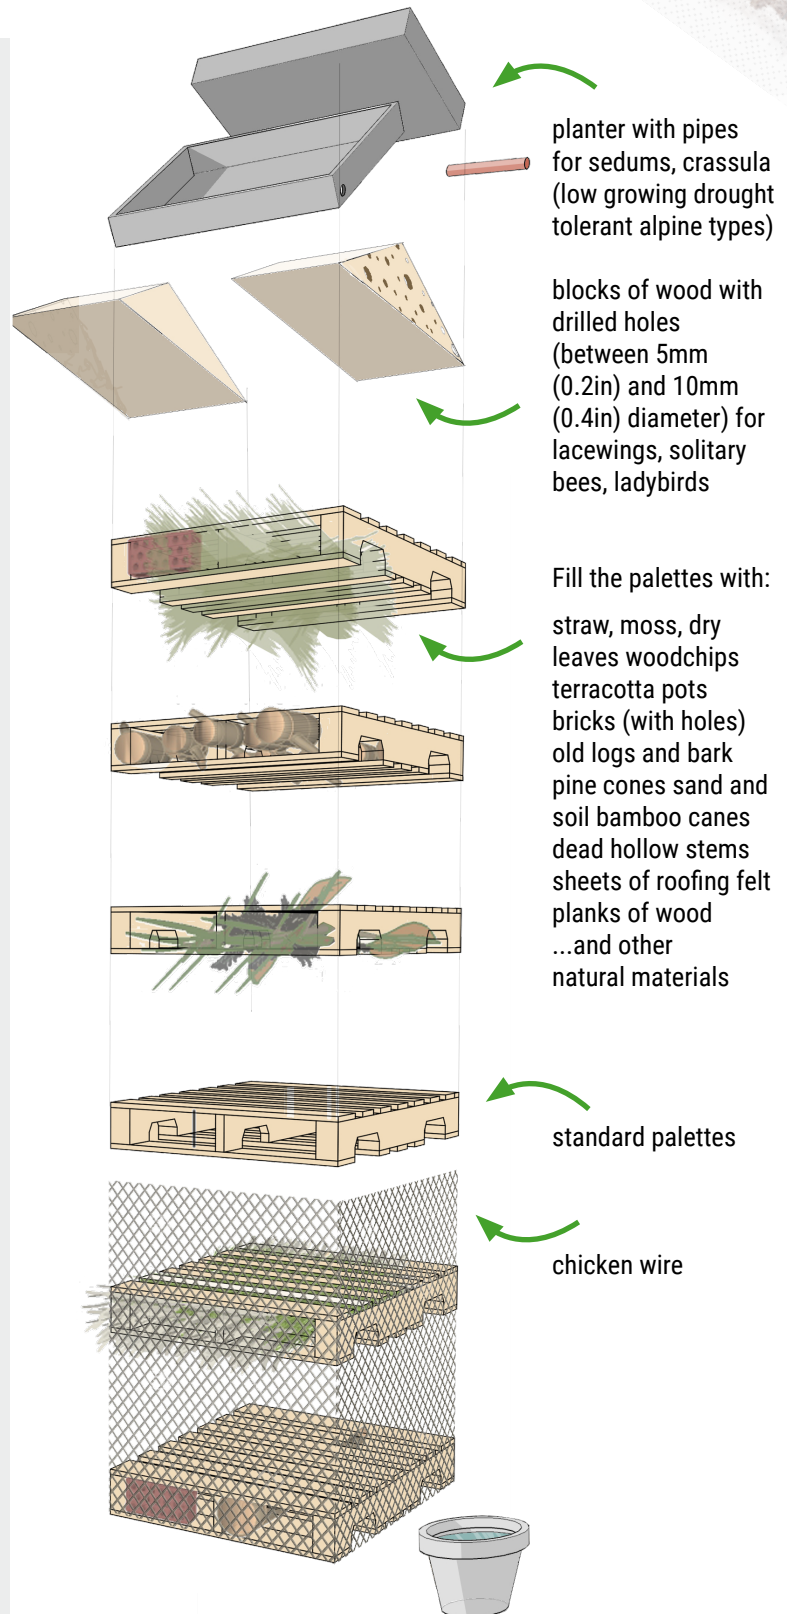 planter with pipes
for sedums, crassula
(low growing drought
tolerant alpine types)
blocks of wood with
drilled holes
(between 5mm
(0.2in) and 10mm
(0.4in) diameter) for
lacewings, solitary
bees, ladybirds
Fill the palettes with:
straw, moss, dry
leaves woodchips
terracotta pots
bricks (with holes)
old logs and bark
pine cones sand and
soil bamboo canes
dead hollow stems
sheets of roofing felt
planks of wood
...and other
natural materials
standard palettes
chicken wire